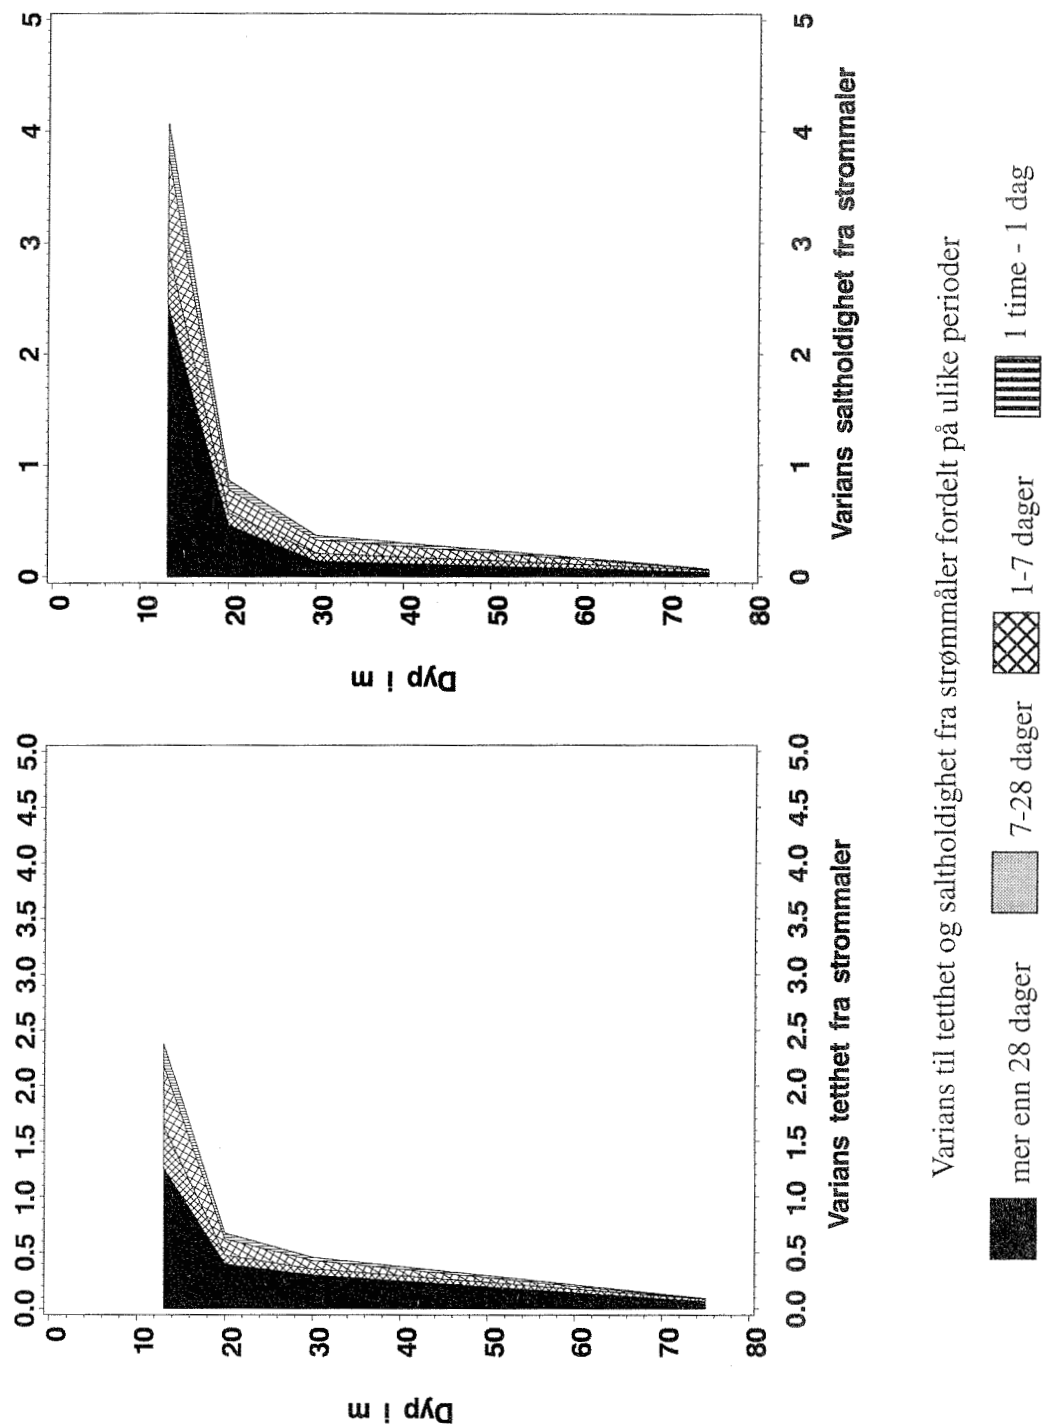 0.0 0.5 1.0 1.5 2.0 2.5 3.0 3.5 4.0 4.5 5.0
0
10
20
30
40
50
60
70
80
Dyp i m
0.0 0.5 1.0 1.5 2.0 2.5 3.0 3.5 4.0 4.5 5.0
Varians tetthet fra strommaler
0 1 2 3 4 5
0
10
20
30
40
50
60
70
80
Dyp i m
0 1 2 3 4 5
Varians saltholdighet fra strommaler
Varians til tetthet og saltholdighet fra strømmåler fordelt på ulike perioder
mer enn 28 dager 7-28 dager 1-7 dager 1 time - 1 dag